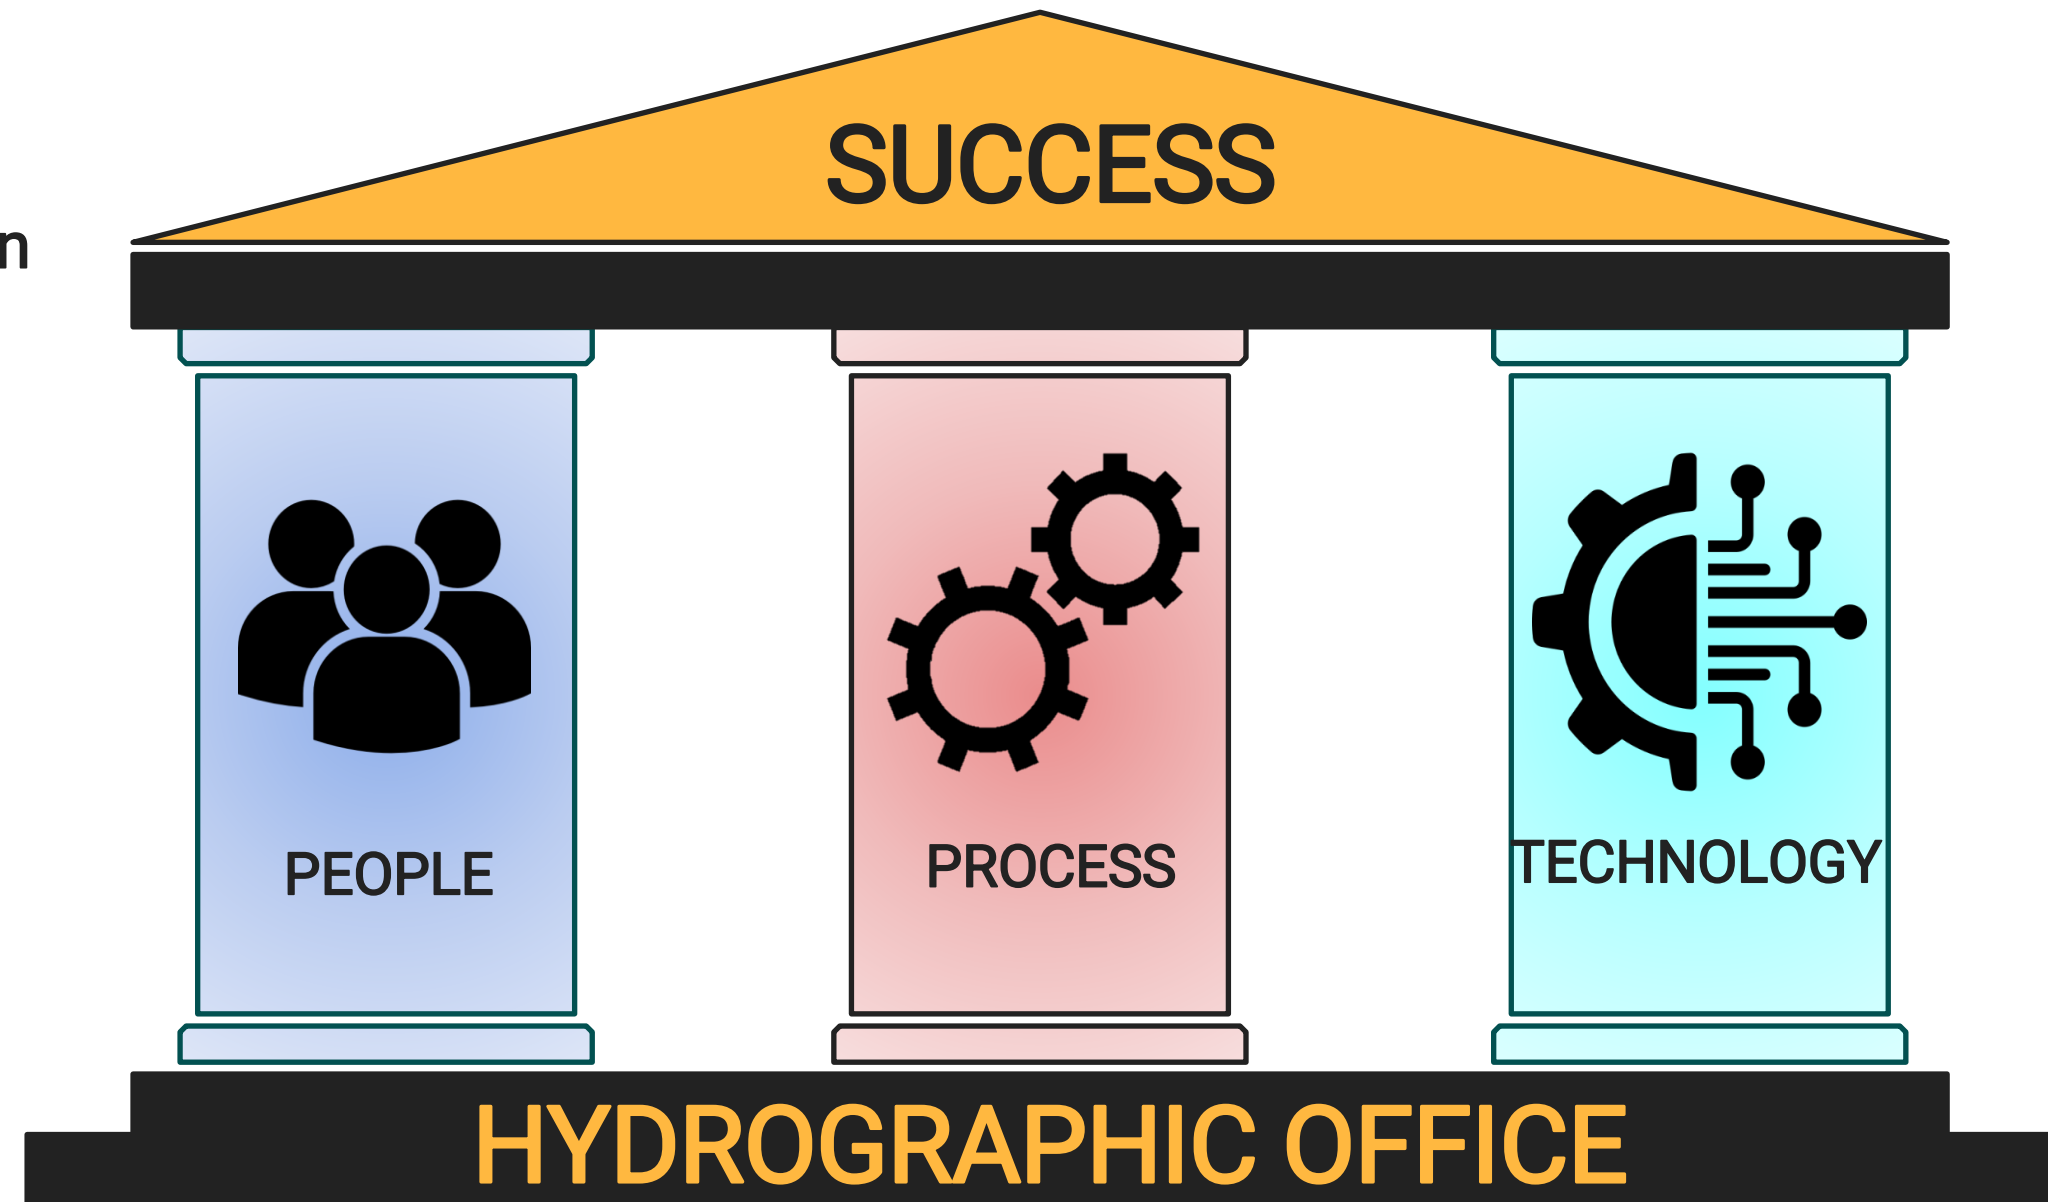 SUCCESS
n
PEOPLE
PROCESS
TECHNOLOGY
HYDROGRAPHIC OFFICE